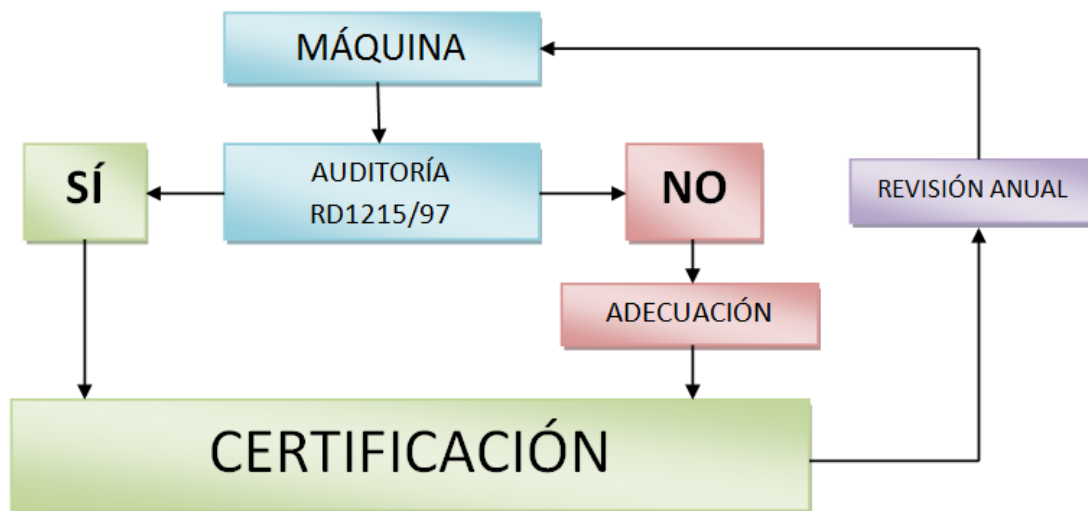 MÁQUINA
SÍ
AUDITORÍA
RD1215/97
NO
REVISIÓN ANUAL
ADECUACIÓN
CERTIFICACIÓN